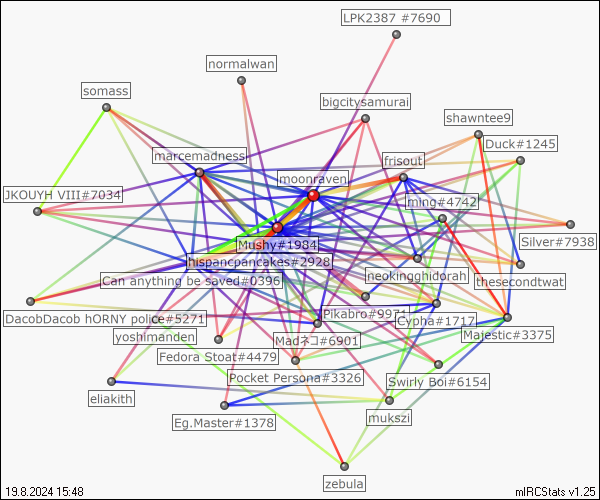 LPK2387 #7690
normalwan
somass
bigcitysamurai
shawntee9
Duck#1245
marcemadness
frisout
moonraven
JKOUYH VIII#7034
ming#4742
Silver#7938
Mushy#1984
hispancpancakes#2928
neokingghidorah
thesecondtwat
Can anything be saved#0396
DacobDacob hORNY police#5271
Pikabro#9971
Cypha#1717
yoshimanden
Madネコ#6901
Majestic#3375
Fedora Stoat#4479
Pocket Persona#3326
Swirly Boi#6154
eliakith
Eg.Master#1378
mukszi
zebula
19.8.2024 15:48
mIRCStats v1.25